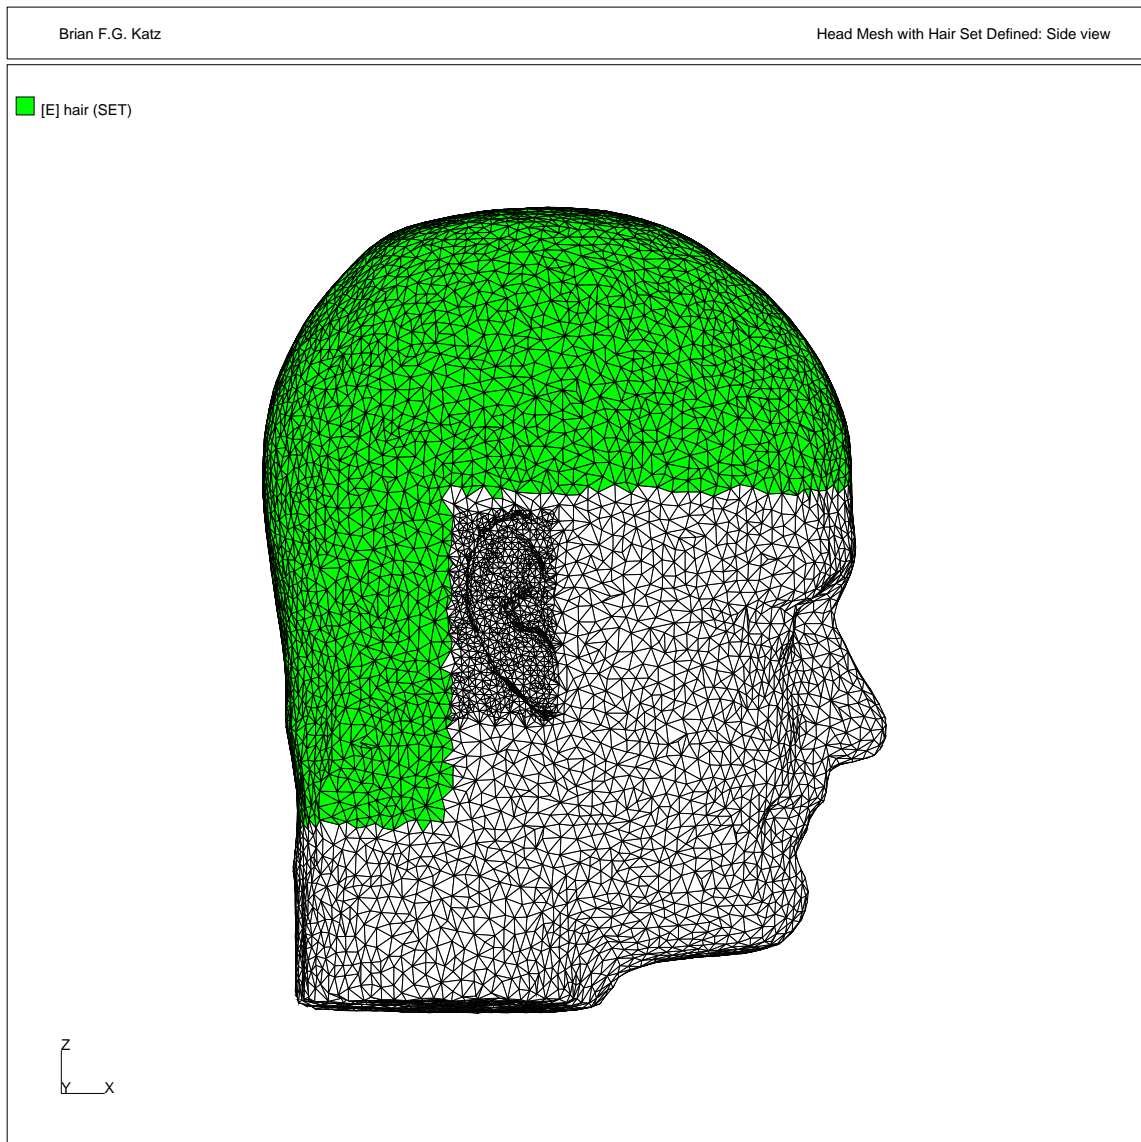 Brian F.G. Katz
Head Mesh with Hair Set Defined: Side view
[E] hair (SET)
Z
Y X